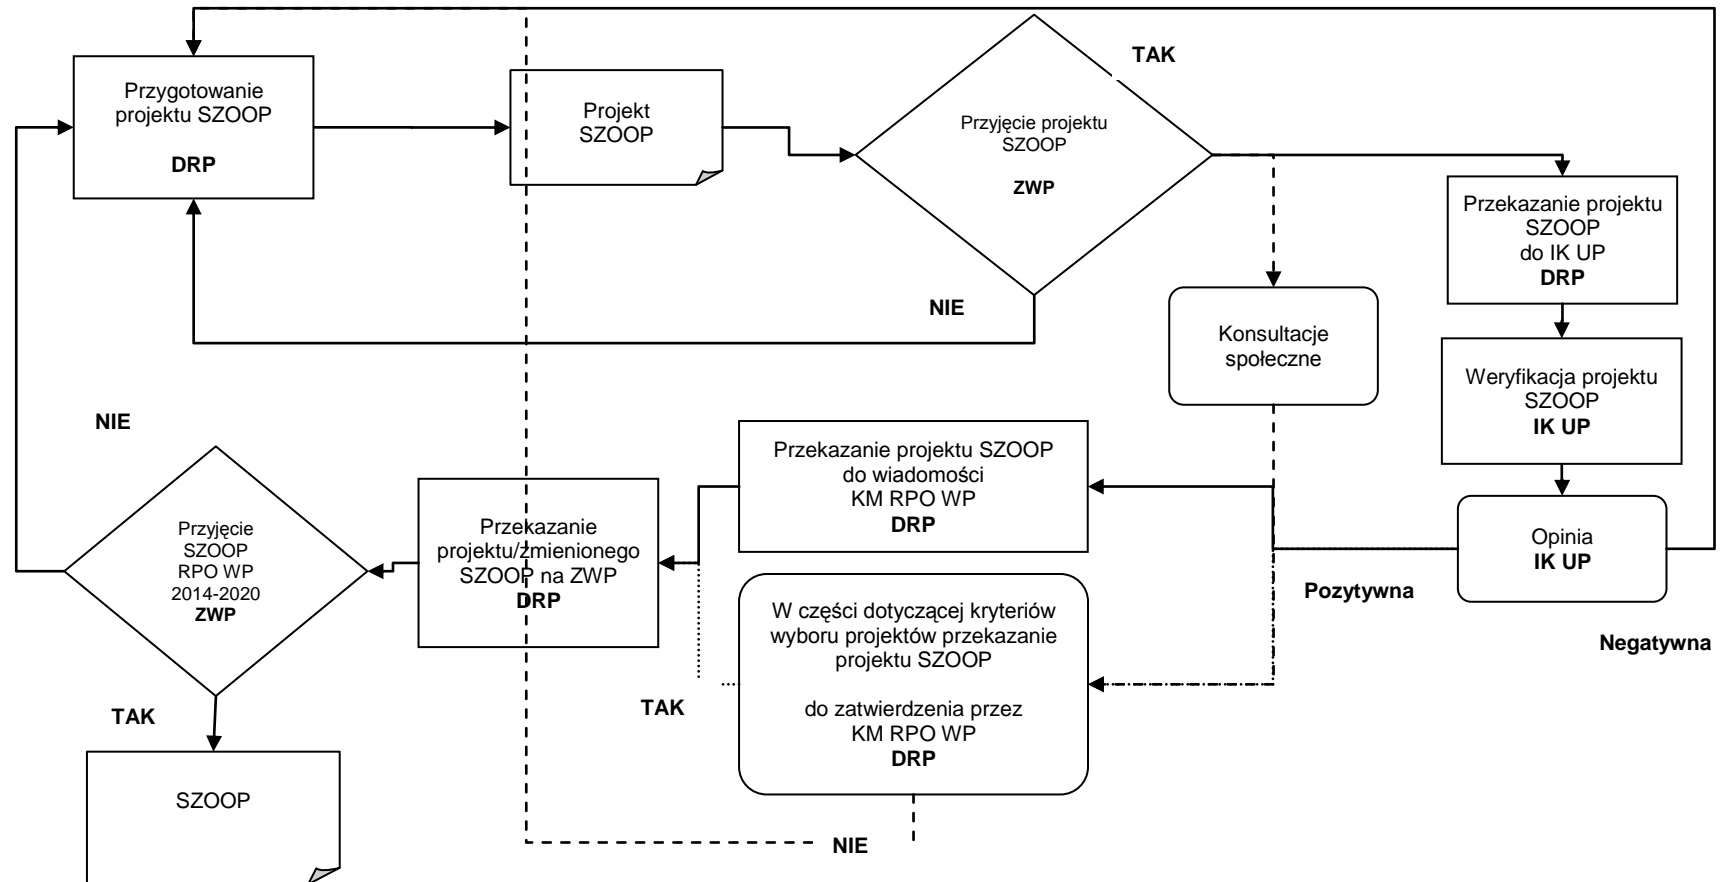 Przygotowanie
projektu SZOOP
DRP
Projekt
SZOOP
Przyjęcie projektu
SZOOP
ZWP
TAK
NIE
Przekazanie projektu
SZOOP
do IK UP
DRP
Konsultacje
społeczne
Weryfikacja projektu
SZOOP
IK UP
Opinia
IK UP
Pozytywna
Negatywna
Przekazanie projektu SZOOP
do wiadomości
KM RPO WP
DRP
W części dotyczącej kryteriów
wyboru projektów przekazanie
projektu SZOOP
do zatwierdzenia przez
KM RPO WP
DRP
TAK
NIE
Przekazanie
projektu/zmienionego
SZOOP na ZWP
DRP
NIE
Przyjęcie
SZOOP
RPO WP
2014-2020
ZWP
TAK
SZOOP